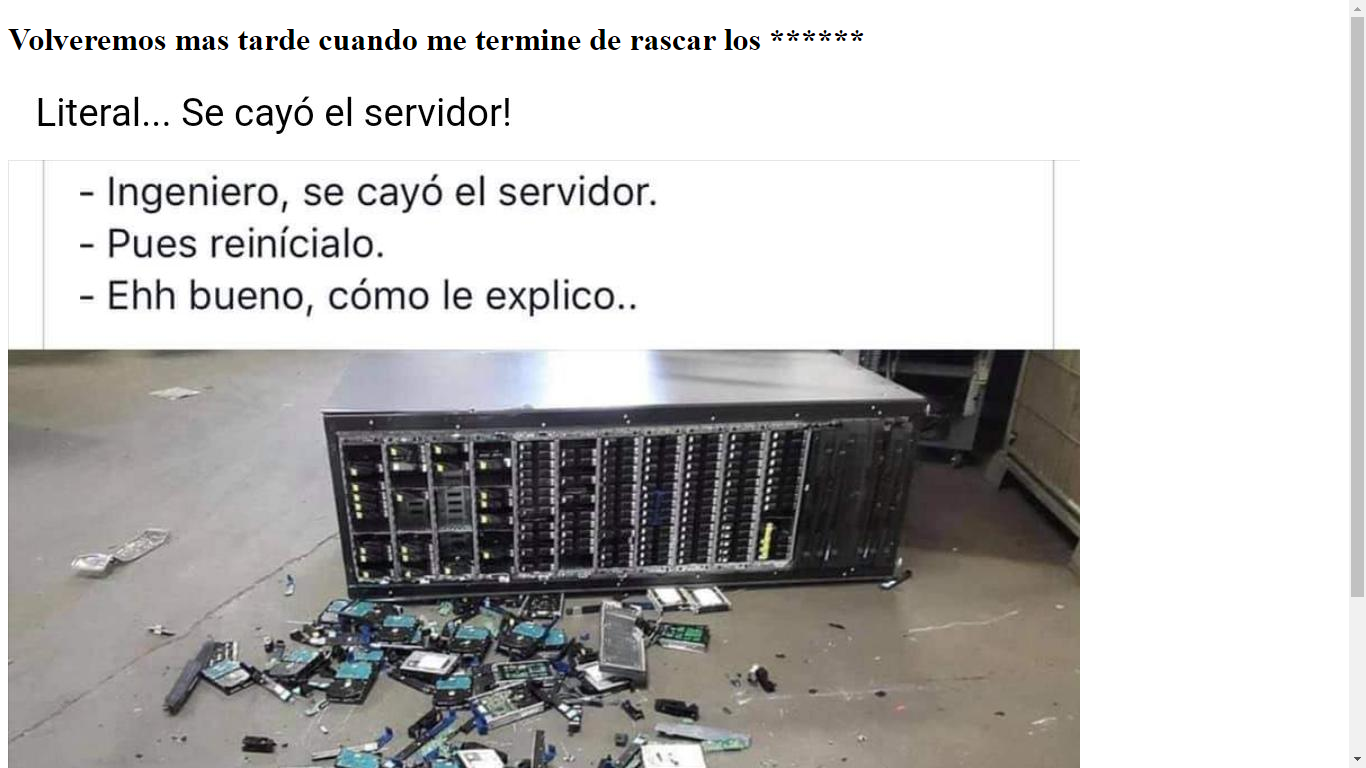 Volveremos mas tarde cuando me termine de rascar los ******
Literal... Se cayó el servidor!
- Ingeniero, se cayó el servidor.
- Pues reinícialo.
- Ehh bueno, cómo le explico..